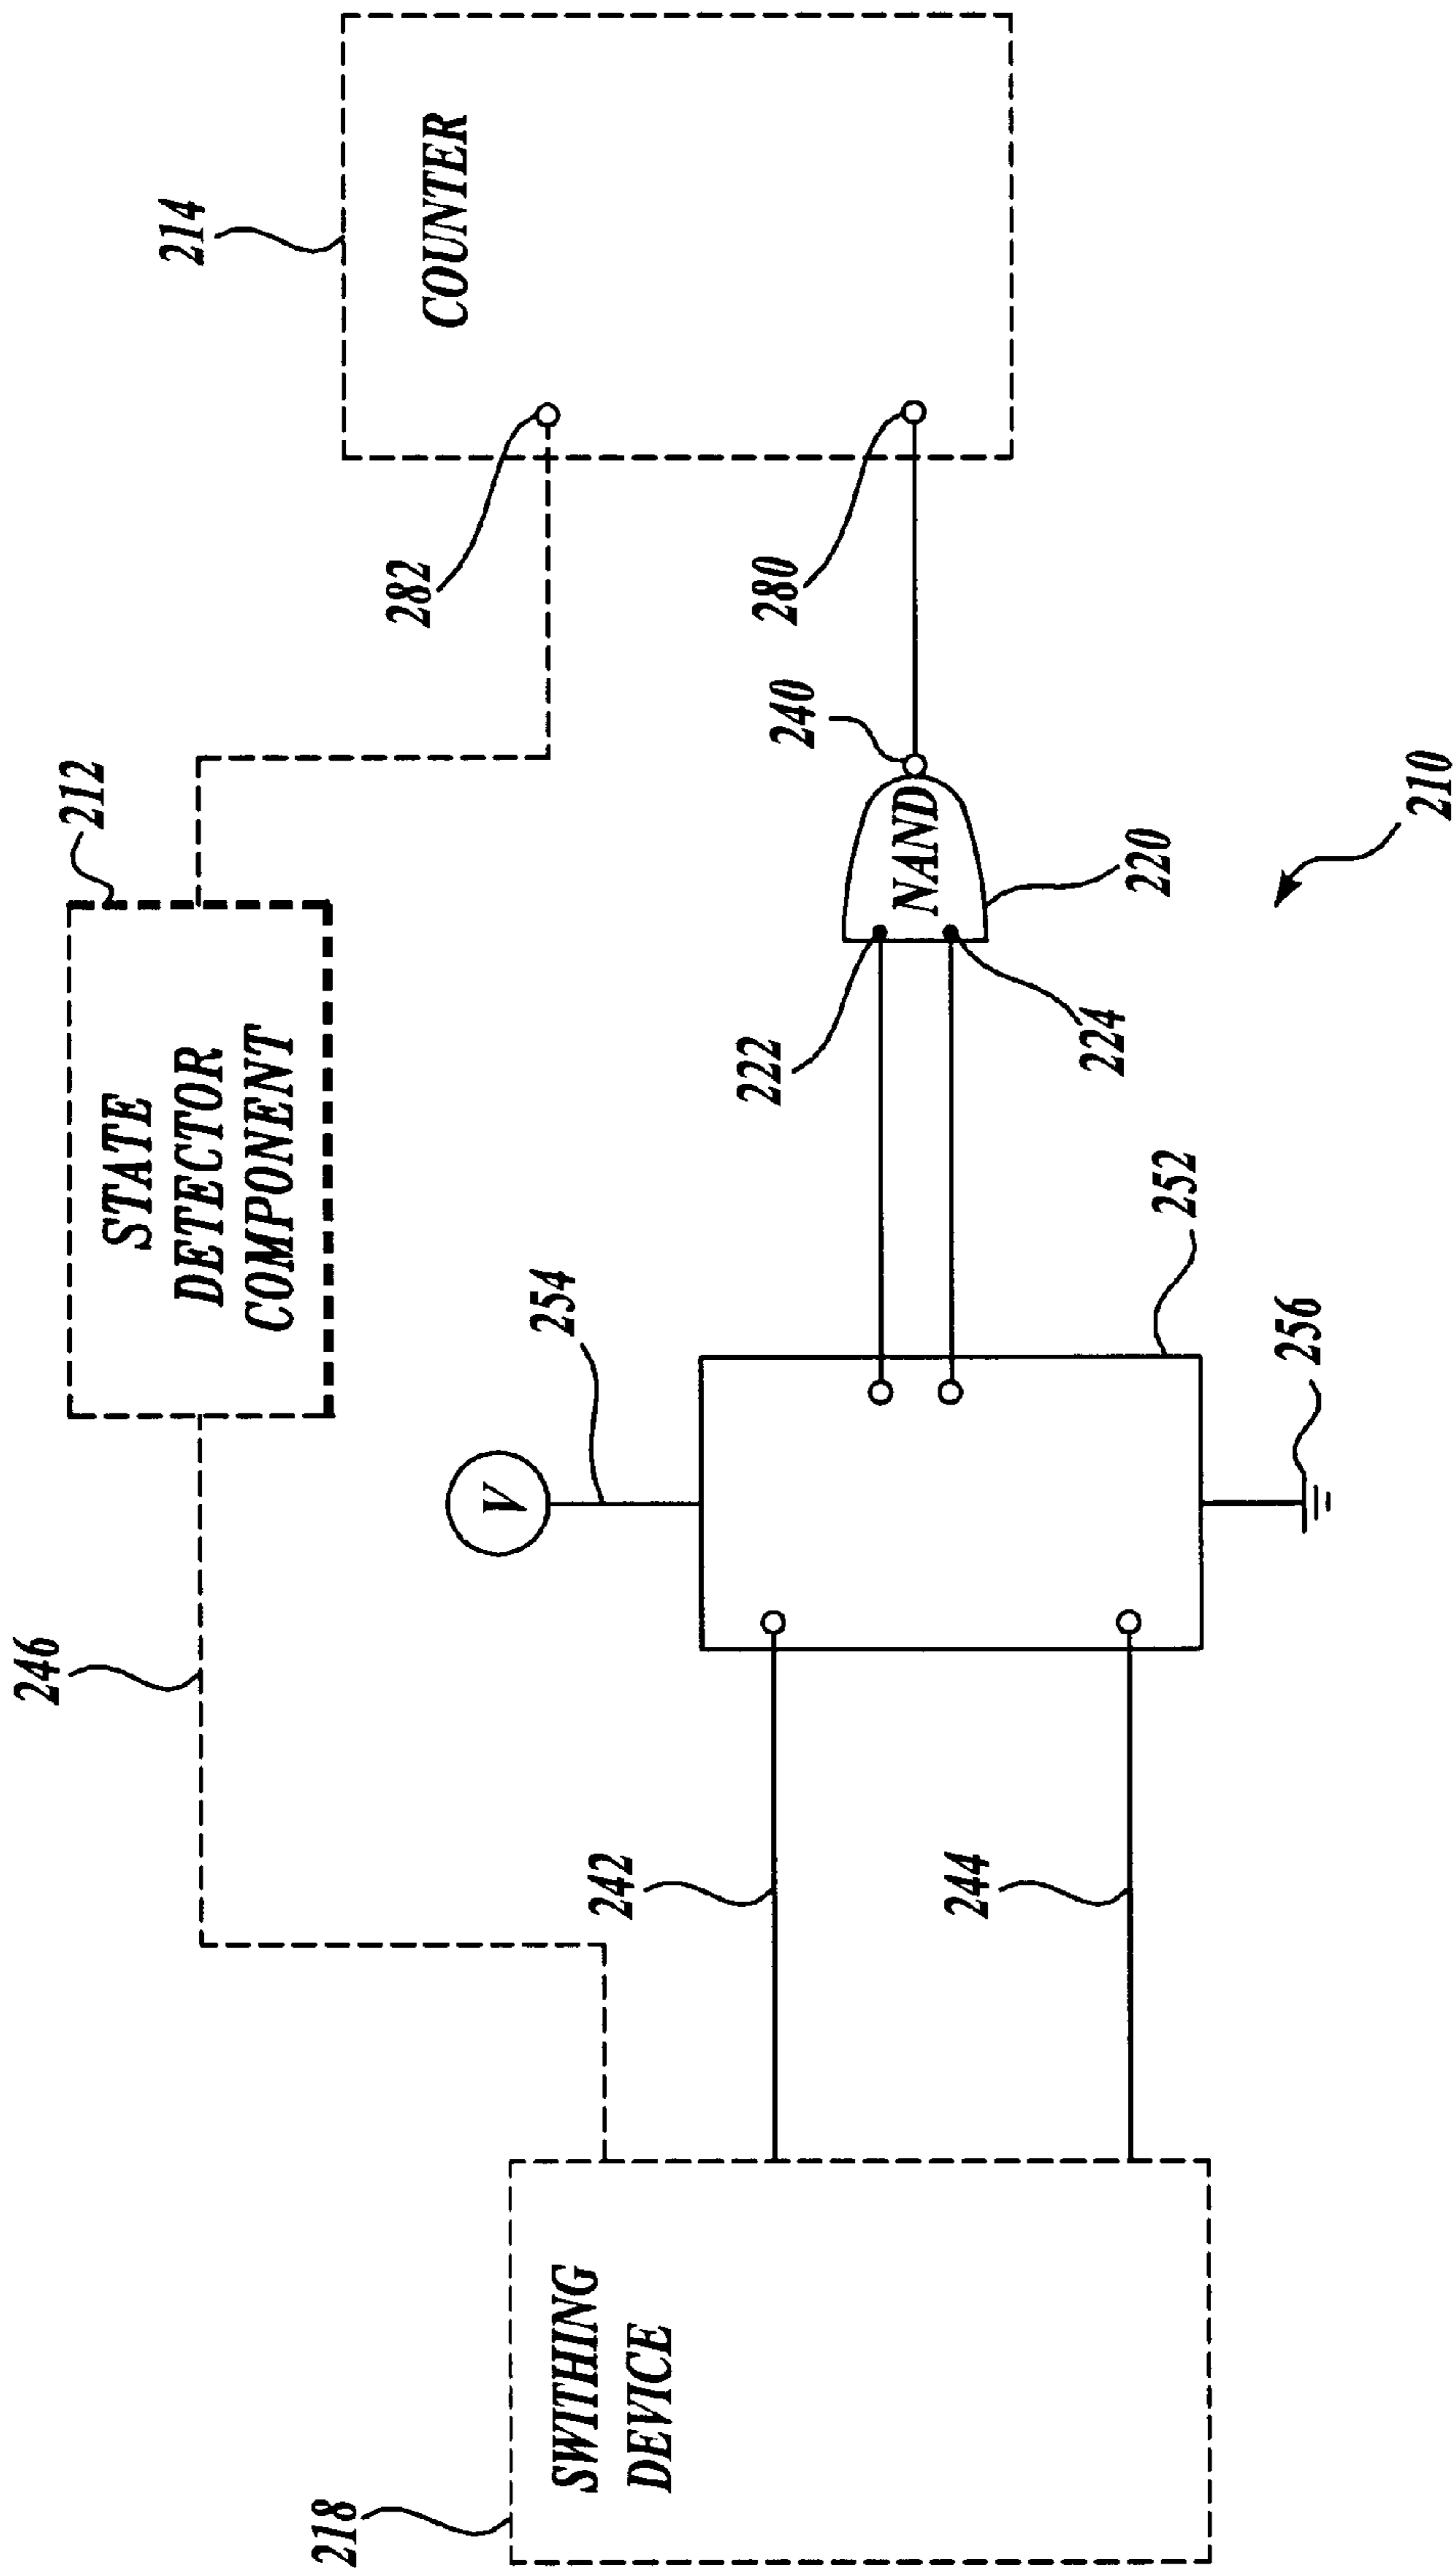 214
COUNTER
282
280
212
STATE
DETECTOR
COMPONENT
240
NAND
220
222
224
210
254
V
252
256
246
242
244
218
SWITHING
DEVICE